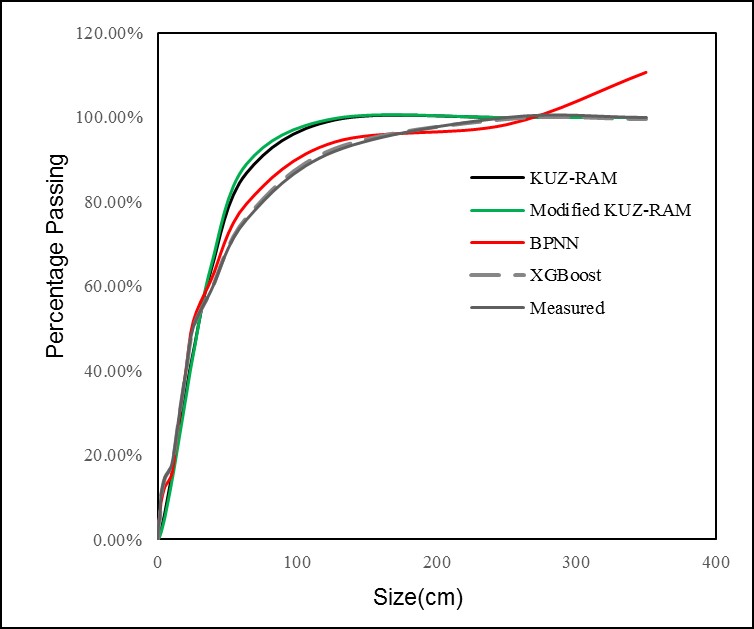 120.00%
100.00%
80.00%
60.00%
40.00%
20.00%
0.00%
0
100
200
300
400
Percentage Passing
Size(cm)
KUZ-RAM
Modified KUZ-RAM
BPNN
XGBoost
Measured